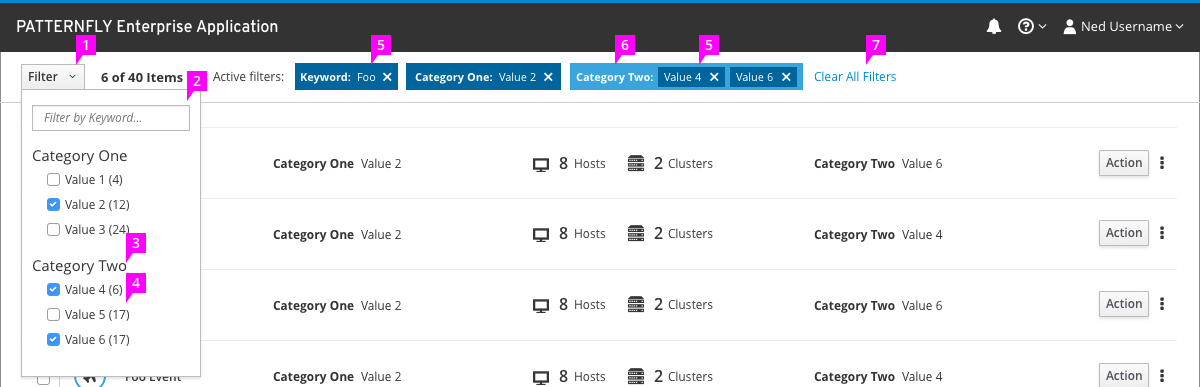 PATTERNFLY Enterprise Application
Ned Username
1
5
6
5
7
Filter
6 of 40 Items
Active filters:
Keyword: Foo
Category One: Value 2
Category Two: Value 4 Value 6
Clear All Filters
2
Filter by Keyword...
Category One
Value 1 (4)
Value 2 (12)
Value 3 (24)
3
Category Two
Value 4 (6)
4
Value 5 (17)
Value 6 (17)
Category One Value 2 8 Hosts 2 Clusters Category Two Value 6 Action
Category One Value 2 8 Hosts 2 Clusters Category Two Value 4 Action
Category One Value 2 8 Hosts 2 Clusters Category Two Value 6 Action
Foo Event Category One Value 2 8 Hosts 2 Clusters Category Two Value 4 Action